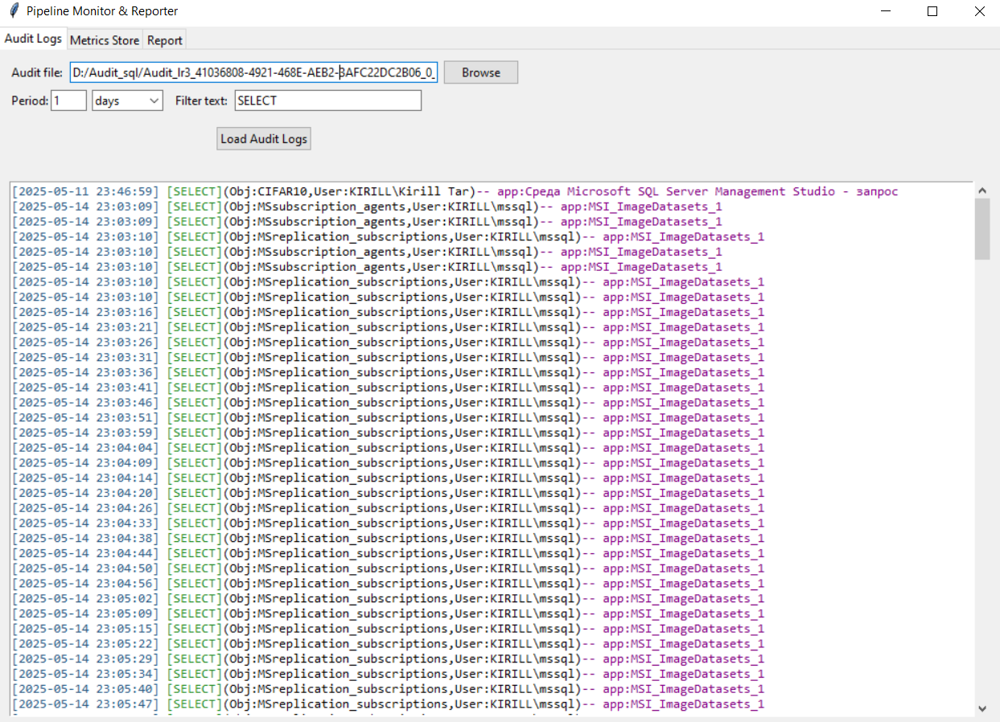 Pipeline Monitor & Reporter
Audit Logs Metrics Store Report
Audit file: D:/Audit_sql/Audit_lr3_41036808-4921-468E-AEB2-3AFC22DC2B06_0_ Browse
Period: 1 days Filter text: SELECT
Load Audit Logs
[2025-05-11 23:46:59] [SELECT](Obj:CIFAR10,User:KIRILL\Kirill Tar)-- app:Среда Microsoft SQL Server Management Studio - запрос
[2025-05-14 23:03:09] [SELECT](Obj:MSsubscription_agents,User:KIRILL\mssql)-- app:MSI_ImageDatasets_1
[2025-05-14 23:03:09] [SELECT](Obj:MSsubscription_agents,User:KIRILL\mssql)-- app:MSI_ImageDatasets_1
[2025-05-14 23:03:10] [SELECT](Obj:MSreplication_subscriptions,User:KIRILL\mssql)-- app:MSI_ImageDatasets_1
[2025-05-14 23:03:10] [SELECT](Obj:MSsubscription_agents,User:KIRILL\mssql)-- app:MSI_ImageDatasets_1
[2025-05-14 23:03:10] [SELECT](Obj:MSsubscription_agents,User:KIRILL\mssql)-- app:MSI_ImageDatasets_1
[2025-05-14 23:03:10] [SELECT](Obj:MSreplication_subscriptions,User:KIRILL\mssql)-- app:MSI_ImageDatasets_1
[2025-05-14 23:03:10] [SELECT](Obj:MSreplication_subscriptions,User:KIRILL\mssql)-- app:MSI_ImageDatasets_1
[2025-05-14 23:03:16] [SELECT](Obj:MSreplication_subscriptions,User:KIRILL\mssql)-- app:MSI_ImageDatasets_1
[2025-05-14 23:03:21] [SELECT](Obj:MSreplication_subscriptions,User:KIRILL\mssql)-- app:MSI_ImageDatasets_1
[2025-05-14 23:03:26] [SELECT](Obj:MSreplication_subscriptions,User:KIRILL\mssql)-- app:MSI_ImageDatasets_1
[2025-05-14 23:03:31] [SELECT](Obj:MSreplication_subscriptions,User:KIRILL\mssql)-- app:MSI_ImageDatasets_1
[2025-05-14 23:03:36] [SELECT](Obj:MSreplication_subscriptions,User:KIRILL\mssql)-- app:MSI_ImageDatasets_1
[2025-05-14 23:03:41] [SELECT](Obj:MSreplication_subscriptions,User:KIRILL\mssql)-- app:MSI_ImageDatasets_1
[2025-05-14 23:03:46] [SELECT](Obj:MSreplication_subscriptions,User:KIRILL\mssql)-- app:MSI_ImageDatasets_1
[2025-05-14 23:03:51] [SELECT](Obj:MSreplication_subscriptions,User:KIRILL\mssql)-- app:MSI_ImageDatasets_1
[2025-05-14 23:03:59] [SELECT](Obj:MSreplication_subscriptions,User:KIRILL\mssql)-- app:MSI_ImageDatasets_1
[2025-05-14 23:04:04] [SELECT](Obj:MSreplication_subscriptions,User:KIRILL\mssql)-- app:MSI_ImageDatasets_1
[2025-05-14 23:04:09] [SELECT](Obj:MSreplication_subscriptions,User:KIRILL\mssql)-- app:MSI_ImageDatasets_1
[2025-05-14 23:04:14] [SELECT](Obj:MSreplication_subscriptions,User:KIRILL\mssql)-- app:MSI_ImageDatasets_1
[2025-05-14 23:04:20] [SELECT](Obj:MSreplication_subscriptions,User:KIRILL\mssql)-- app:MSI_ImageDatasets_1
[2025-05-14 23:04:26] [SELECT](Obj:MSreplication_subscriptions,User:KIRILL\mssql)-- app:MSI_ImageDatasets_1
[2025-05-14 23:04:33] [SELECT](Obj:MSreplication_subscriptions,User:KIRILL\mssql)-- app:MSI_ImageDatasets_1
[2025-05-14 23:04:38] [SELECT](Obj:MSreplication_subscriptions,User:KIRILL\mssql)-- app:MSI_ImageDatasets_1
[2025-05-14 23:04:44] [SELECT](Obj:MSreplication_subscriptions,User:KIRILL\mssql)-- app:MSI_ImageDatasets_1
[2025-05-14 23:04:50] [SELECT](Obj:MSreplication_subscriptions,User:KIRILL\mssql)-- app:MSI_ImageDatasets_1
[2025-05-14 23:04:56] [SELECT](Obj:MSreplication_subscriptions,User:KIRILL\mssql)-- app:MSI_ImageDatasets_1
[2025-05-14 23:05:02] [SELECT](Obj:MSreplication_subscriptions,User:KIRILL\mssql)-- app:MSI_ImageDatasets_1
[2025-05-14 23:05:09] [SELECT](Obj:MSreplication_subscriptions,User:KIRILL\mssql)-- app:MSI_ImageDatasets_1
[2025-05-14 23:05:15] [SELECT](Obj:MSreplication_subscriptions,User:KIRILL\mssql)-- app:MSI_ImageDatasets_1
[2025-05-14 23:05:22] [SELECT](Obj:MSreplication_subscriptions,User:KIRILL\mssql)-- app:MSI_ImageDatasets_1
[2025-05-14 23:05:29] [SELECT](Obj:MSreplication_subscriptions,User:KIRILL\mssql)-- app:MSI_ImageDatasets_1
[2025-05-14 23:05:34] [SELECT](Obj:MSreplication_subscriptions,User:KIRILL\mssql)-- app:MSI_ImageDatasets_1
[2025-05-14 23:05:40] [SELECT](Obj:MSreplication_subscriptions,User:KIRILL\mssql)-- app:MSI_ImageDatasets_1
[2025-05-14 23:05:47] [SELECT](Obj:MSreplication_subscriptions,User:KIRILL\mssql)-- app:MSI_ImageDatasets_1